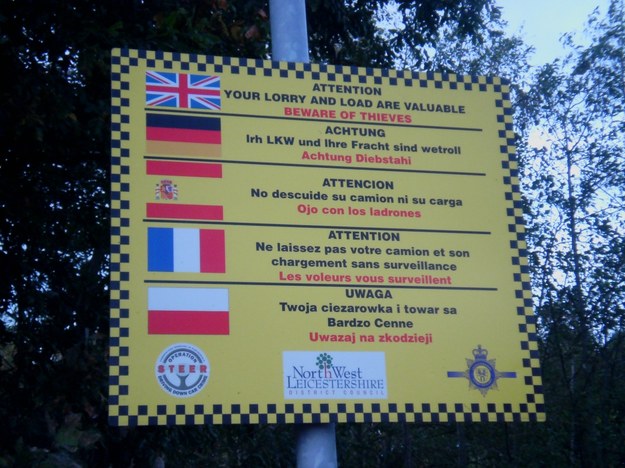 ATTENTION
YOUR LORRY AND LOAD ARE VALUABLE
BEWARE OF THIEVES
ACHTUNG
Irh LKW und Ihre Fracht sind wetroll
Achtung Diebstahi
ATTENCION
No descuide su camion ni su carga
Ojo con los ladrones
ATTENTION
Ne laissez pas votre camion et son
chargement sans surveillance
Les voleurs vous surveillent
UWAGA
Twoja ciezarowka i towar sa
Bardzo Cenne
Uwazaj na zkodzieji
OPERATION
STEER
North West
LEICESTERSHIRE
DISTRICT COUNCIL